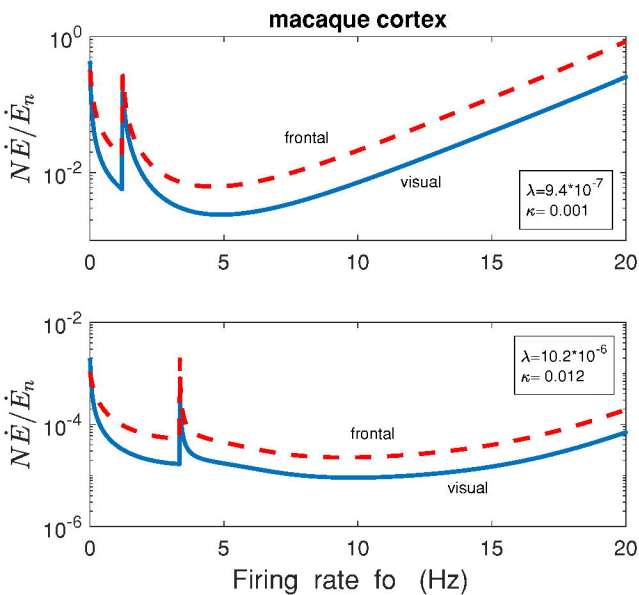 macaque cortex
10^0
10^-2
NĖ/Ė_n
frontal
visual
λ=9.4*10^-7
κ= 0.001
0 5 10 15 20
10^-2
10^-4
10^-6
NĖ/Ė_n
frontal
visual
λ=10.2*10^-6
κ= 0.012
0 5 10 15 20
Firing rate fo (Hz)